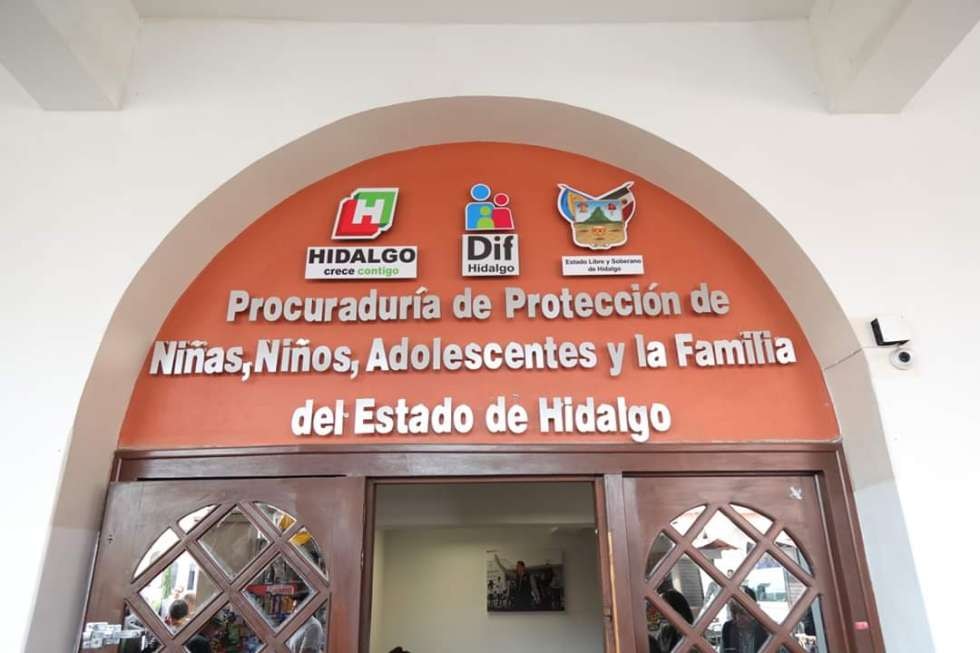 H
HIDALGO
crece contigo
Dif
Hidalgo
Estado Libre y Soberano
de Hidalgo
Procuraduría de Protección de
Niñas, Niños, Adolescentes y la Familia
del Estado de Hidalgo